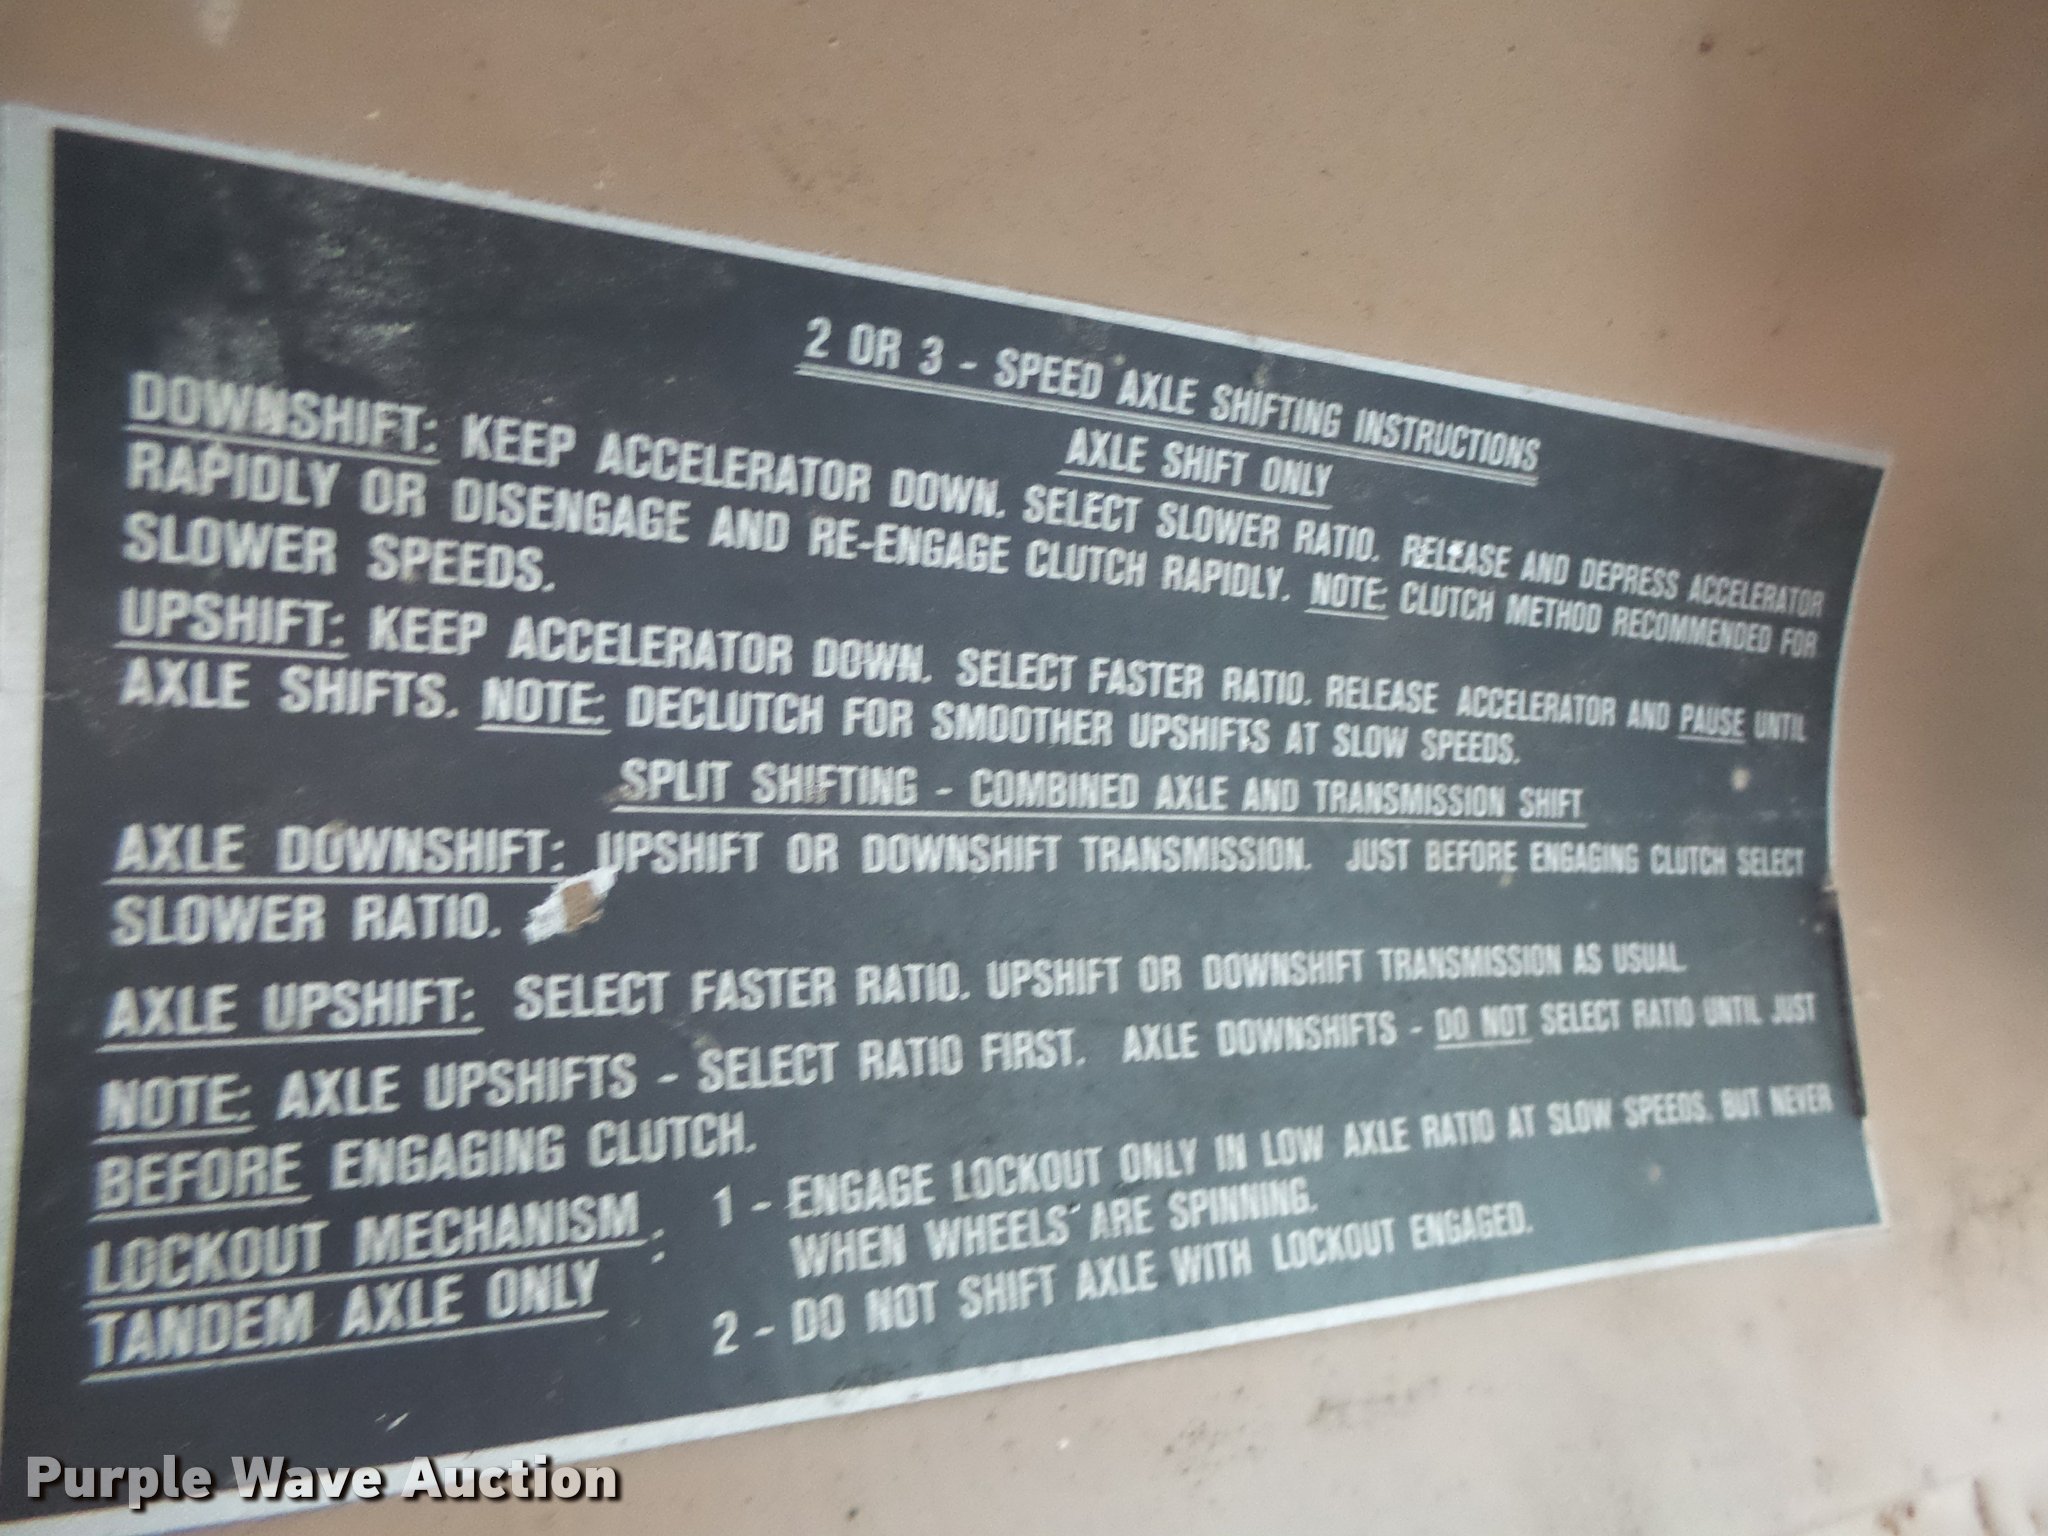 2 OR 3 - SPEED AXLE SHIFTING INSTRUCTIONS
AXLE SHIFT ONLY
DOWNSHIFT: KEEP ACCELERATOR DOWN. SELECT SLOWER RATIO. RELEASE AND DEPRESS ACCELERATOR
RAPIDLY OR DISENGAGE AND RE-ENGAGE CLUTCH RAPIDLY. NOTE: CLUTCH METHOD RECOMMENDED FOR
SLOWER SPEEDS.
UPSHIFT: KEEP ACCELERATOR DOWN. SELECT FASTER RATIO. RELEASE ACCELERATOR AND PAUSE UNTIL
AXLE SHIFTS. NOTE: DECLUTCH FOR SMOOTHER UPSHIFTS AT SLOW SPEEDS.
SPLIT SHIFTING - COMBINED AXLE AND TRANSMISSION SHIFT
AXLE DOWNSHIFT: UPSHIFT OR DOWNSHIFT TRANSMISSION. JUST BEFORE ENGAGING CLUTCH SELECT
SLOWER RATIO.
AXLE UPSHIFT: SELECT FASTER RATIO. UPSHIFT OR DOWNSHIFT TRANSMISSION AS USUAL.
NOTE: AXLE UPSHIFTS - SELECT RATIO FIRST. AXLE DOWNSHIFTS - DO NOT SELECT RATIO UNTIL JUST
BEFORE ENGAGING CLUTCH.
LOCKOUT MECHANISM : 1 - ENGAGE LOCKOUT ONLY IN LOW AXLE RATIO AT SLOW SPEEDS. BUT NEVER
WHEN WHEELS ARE SPINNING.
TANDEM AXLE ONLY 2 - DO NOT SHIFT AXLE WITH LOCKOUT ENGAGED.
Purple Wave Auction